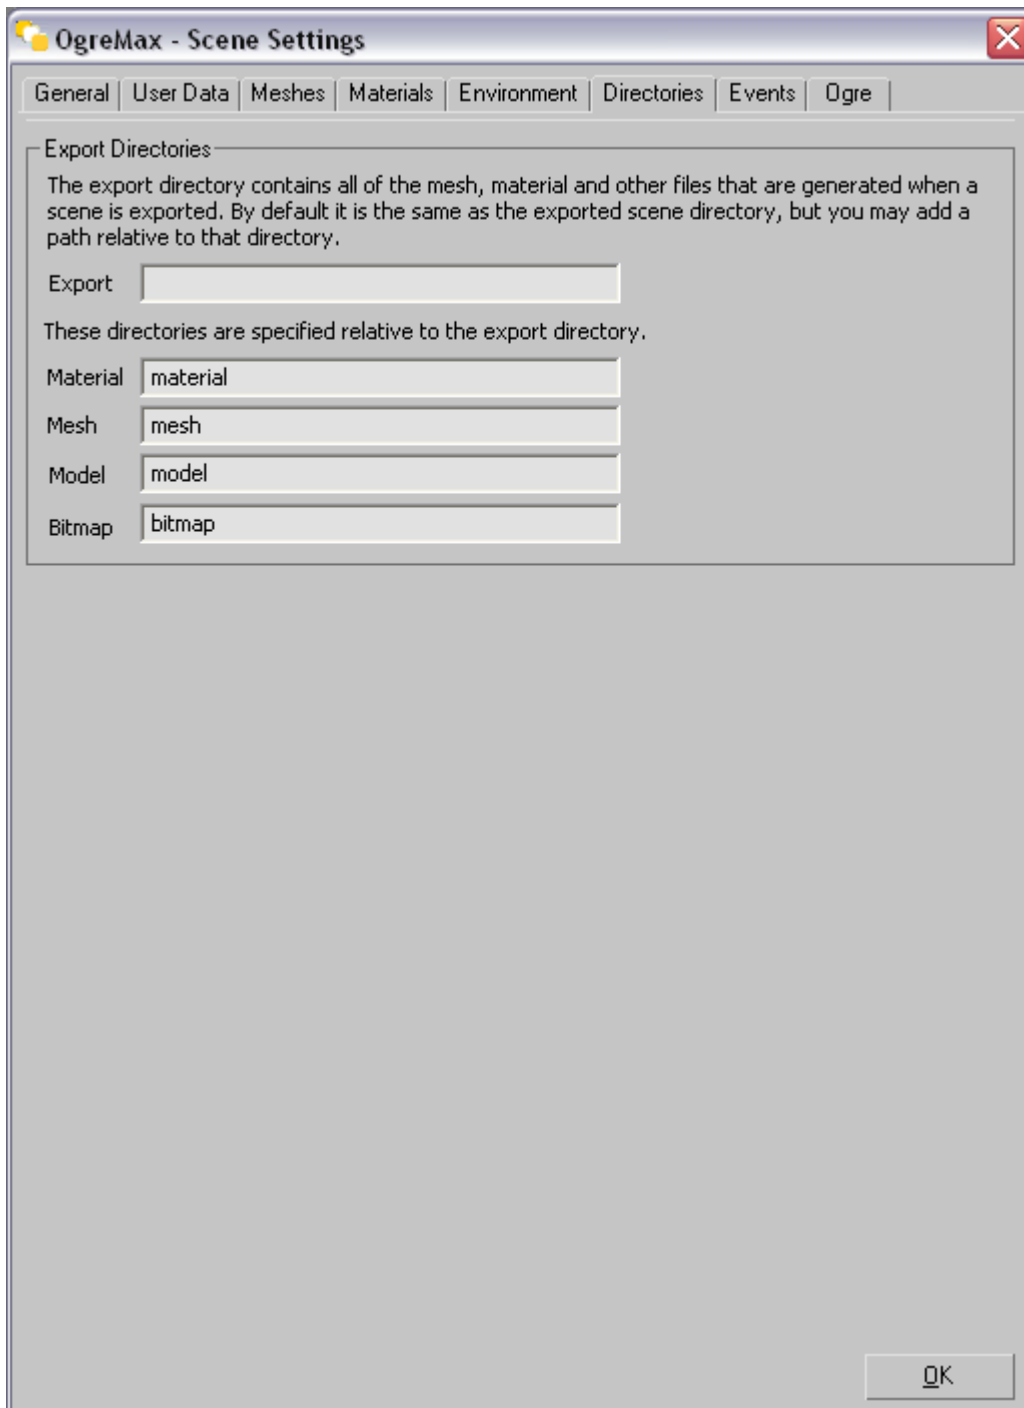 OgreMax - Scene Settings
General User Data Meshes Materials Environment Directories Events Ogre
Export Directories
The export directory contains all of the mesh, material and other files that are generated when a
scene is exported. By default it is the same as the exported scene directory, but you may add a
path relative to that directory.
Export
These directories are specified relative to the export directory.
Material material
Mesh mesh
Model model
Bitmap bitmap
OK